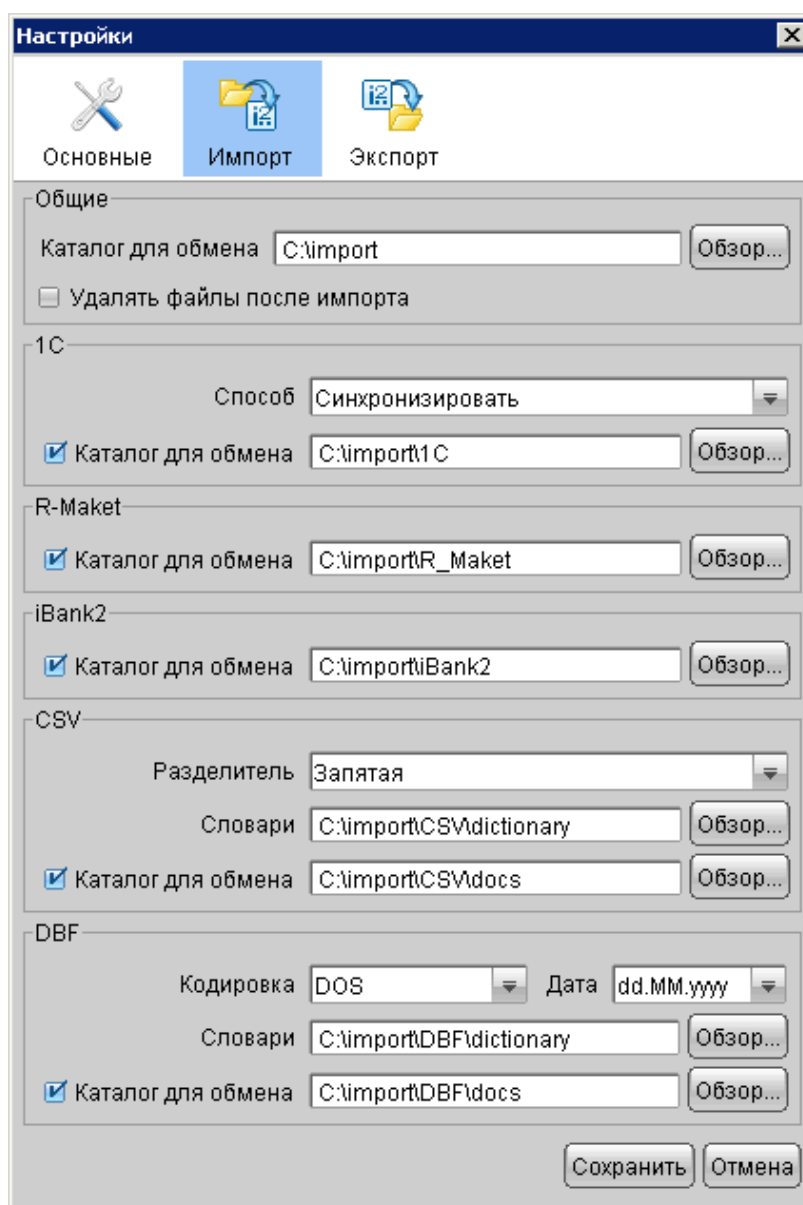 Настройки
Основные Импорт Экспорт
Общие
Каталог для обмена C:\import Обзор...
Удалять файлы после импорта
1C
Способ Синхронизировать
Каталог для обмена C:\import\1C Обзор...
R-Maket
Каталог для обмена C:\import\R_Maket Обзор...
iBank2
Каталог для обмена C:\import\iBank2 Обзор...
CSV
Разделитель Запятая
Словари C:\import\CSV\dictionary Обзор...
Каталог для обмена C:\import\CSV\docs Обзор...
DBF
Кодировка DOS Дата dd.MM.yyyy
Словари C:\import\DBF\dictionary Обзор...
Каталог для обмена C:\import\DBF\docs Обзор...
Сохранить Отмена